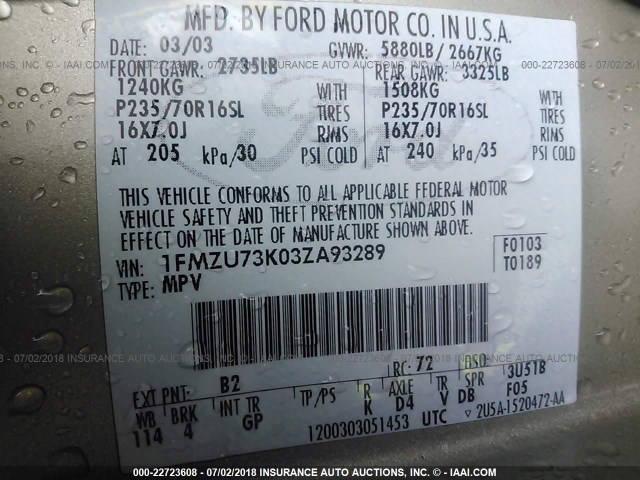 MFD. BY FORD MOTOR CO. IN U.S.A.
DATE: 03/03 GVWR: 5880LB/ 2667KG
FRONT GAWR: 2735LB REAR GAWR: 3325LB
1240KG WITH 1508KG WITH
P235/70R16SL TIRES P235/70R16SL TIRES
16X7.0J RIMS 16X7.0J RIMS
AT 205 kPa/30 PSI COLD AT 240 kPa/35 PSI COLD
THIS VEHICLE CONFORMS TO ALL APPLICABLE FEDERAL MOTOR
VEHICLE SAFETY AND THEFT PREVENTION STANDARDS IN
EFFECT ON THE DATE OF MANUFACTURE SHOWN ABOVE.
VIN: 1FMZU73K03ZA93289 F0103
TYPE: MPV T0189
EXT PNT: B2 RC: 72 DSO 3U51B
WB BRK INT TR TP/PS R AXLE TR SPR F05
114 4 GP K D4 V DB
1200303051453 UTC ▽ 2U5A-1520472-AA
000-22723608 - 07/02/2018 - INSURANCE AUTO AUCTIONS, INC. - IAAI.COM